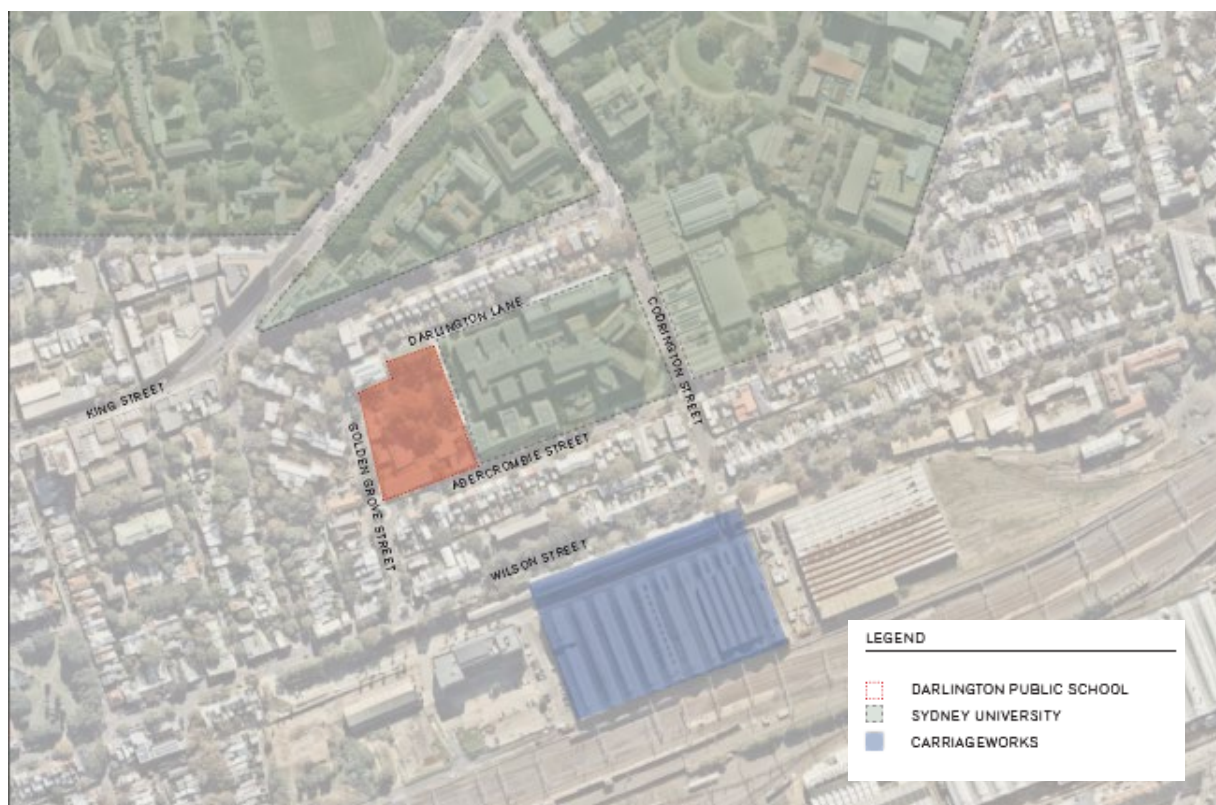 DARLINGTON LANE
CODRINGTON STREET
KING STREET
GOLDEN GROVE STREET
ABERCROMBIE STREET
WILSON STREET
LEGEND
DARLINGTON PUBLIC SCHOOL
SYDNEY UNIVERSITY
CARRIAGEWORKS